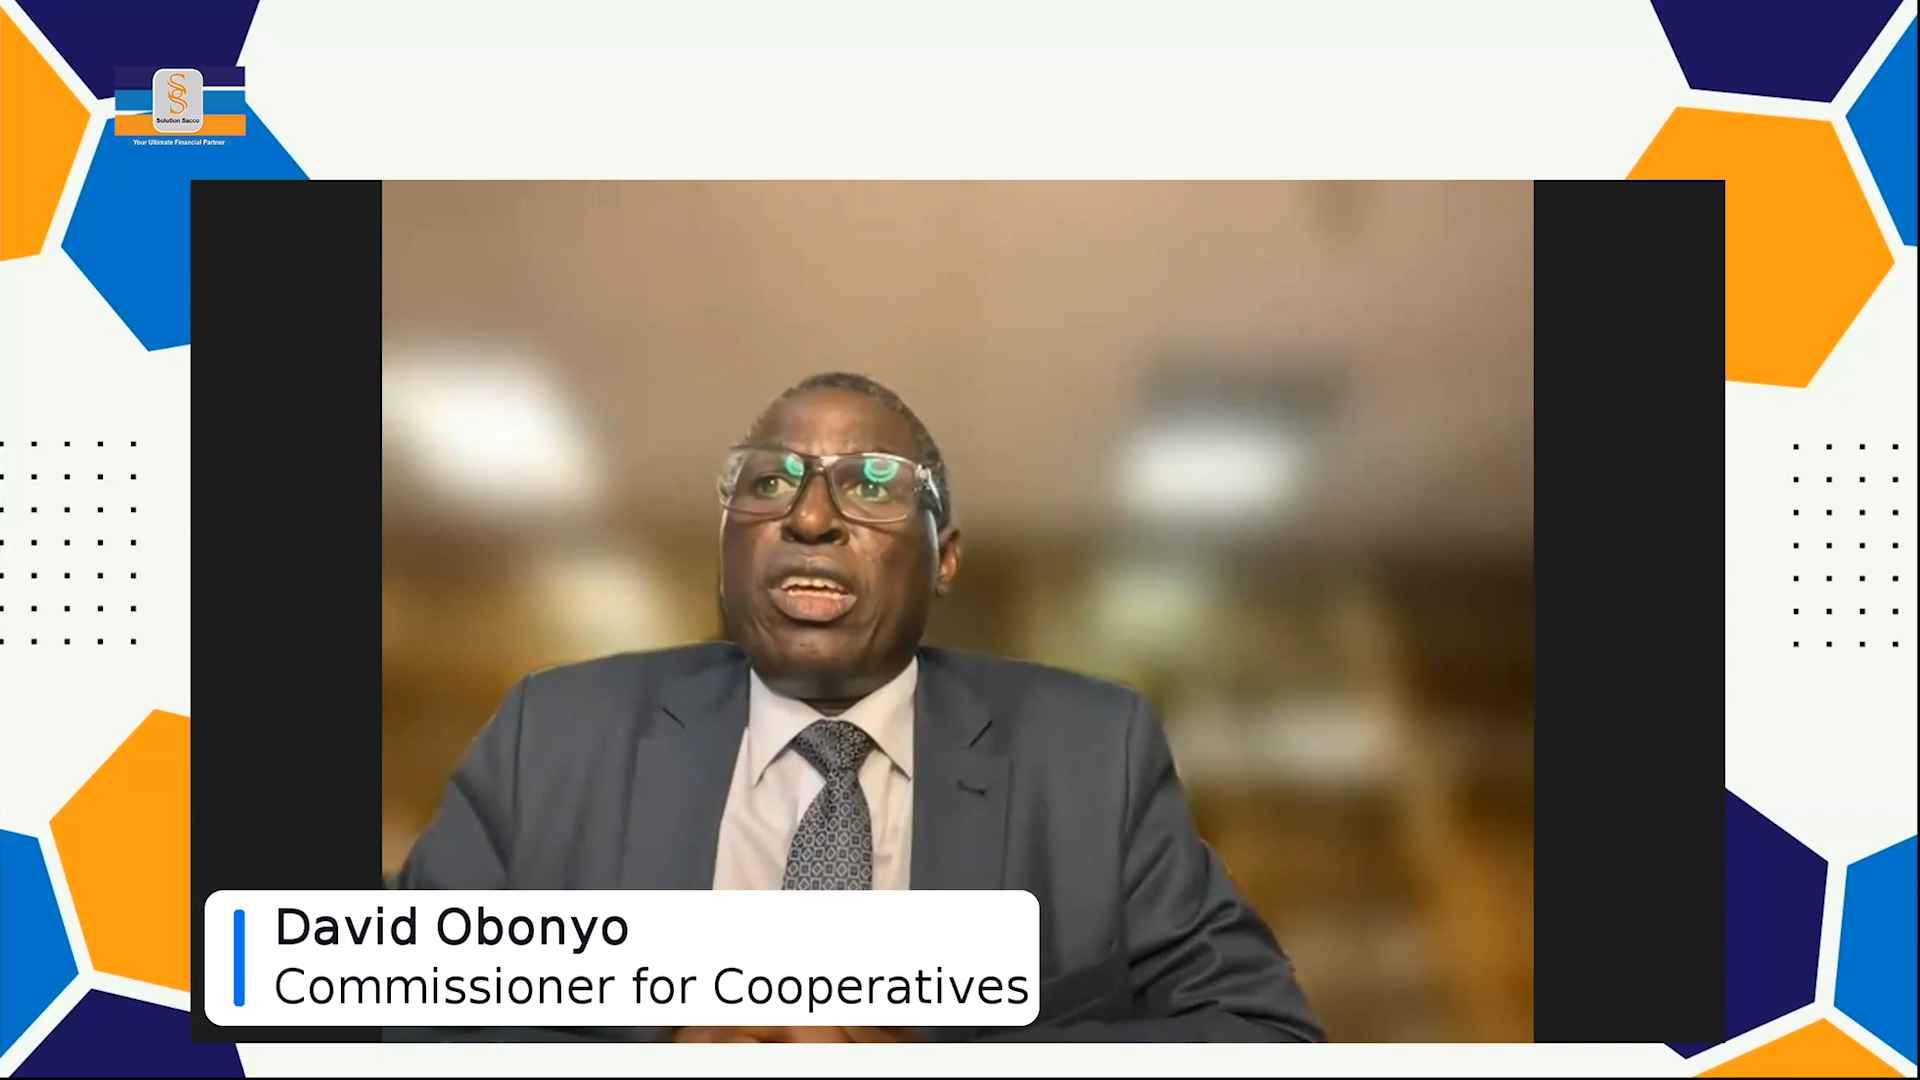 Solution Sacco
Your Ultimate Financial Partner
David Obonyo
Commissioner for Cooperatives